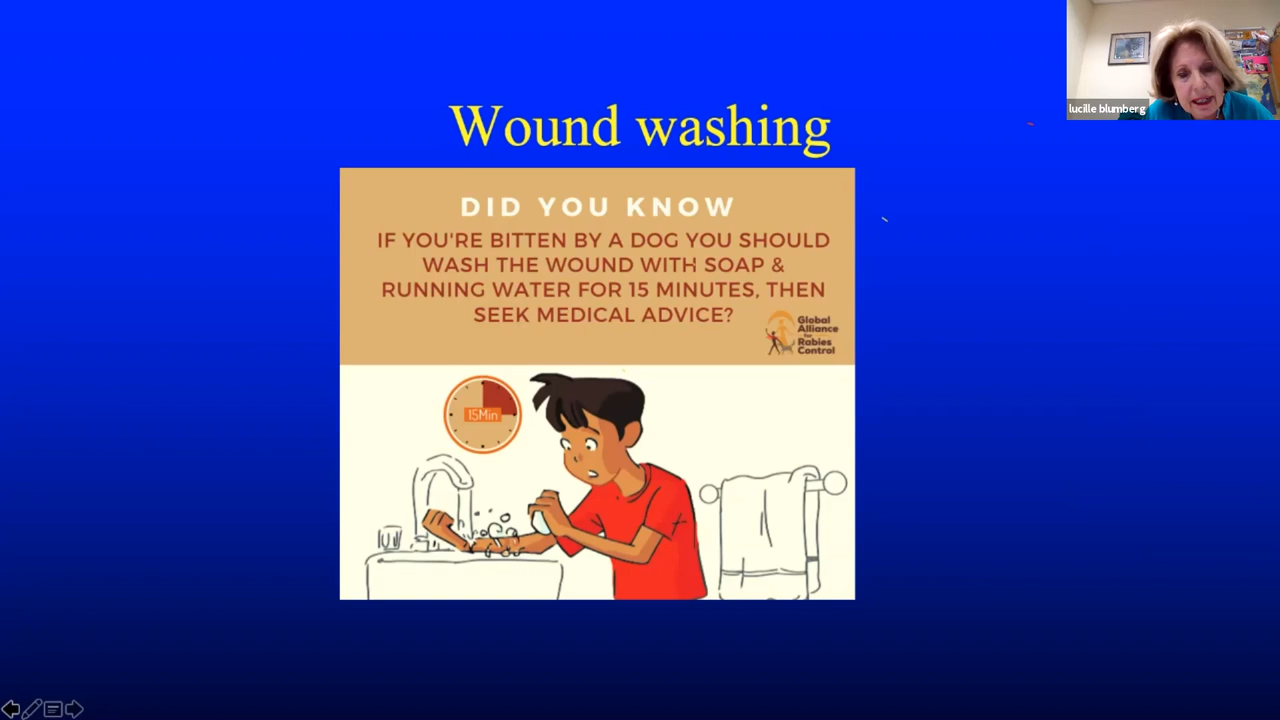 lucille blumberg
Wound washing
DID YOU KNOW
IF YOU'RE BITTEN BY A DOG YOU SHOULD
WASH THE WOUND WITH SOAP &
RUNNING WATER FOR 15 MINUTES, THEN
SEEK MEDICAL ADVICE?
Global
Alliance
for
Rabies
Control
15Min